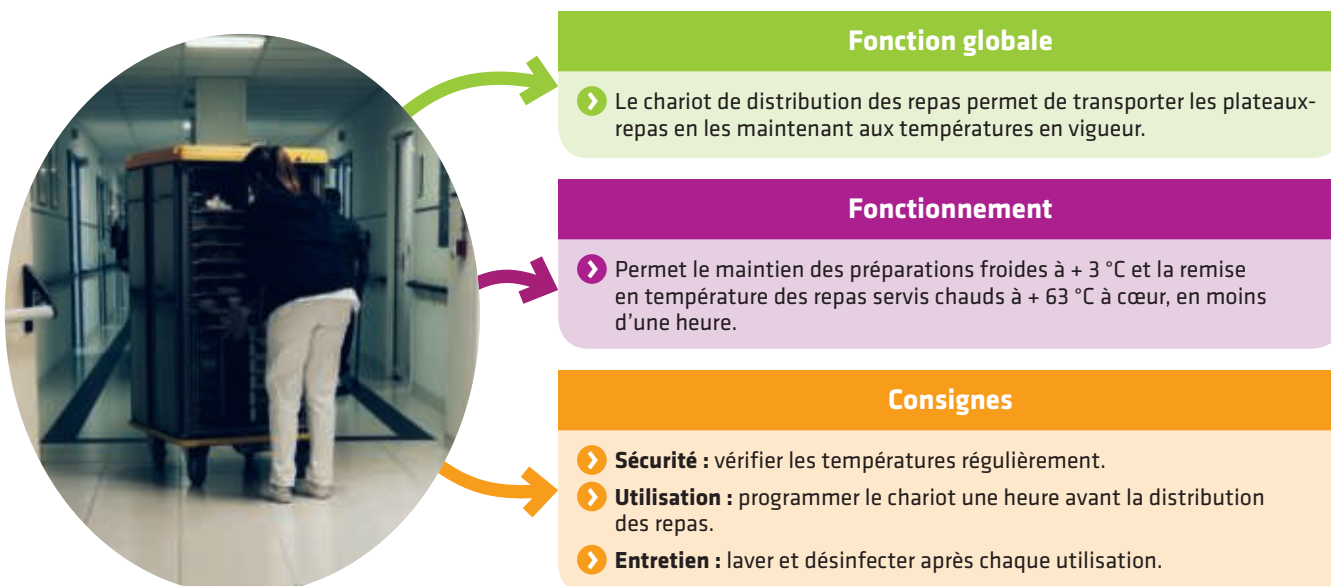 Fonction globale
Le chariot de distribution des repas permet de transporter les plateaux-
repas en les maintenant aux températures en vigueur.
Fonctionnement
Permet le maintien des préparations froides à + 3 °C et la remise
en température des repas servis chauds à + 63 °C à cœur, en moins
d’une heure.
Consignes
Sécurité : vérifier les températures régulièrement.
Utilisation : programmer le chariot une heure avant la distribution
des repas.
Entretien : laver et désinfecter après chaque utilisation.